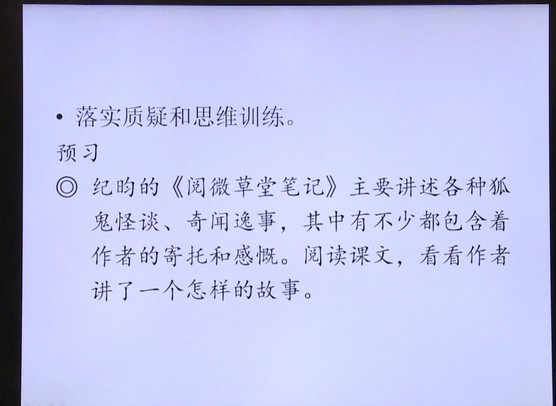 • 落实质疑和思维训练。
预习
◎ 纪昀的《阅微草堂笔记》主要讲述各种狐
鬼怪谈、奇闻逸事，其中有不少都包含着
作者的寄托和感慨。阅读课文，看看作者
讲了一个怎样的故事。